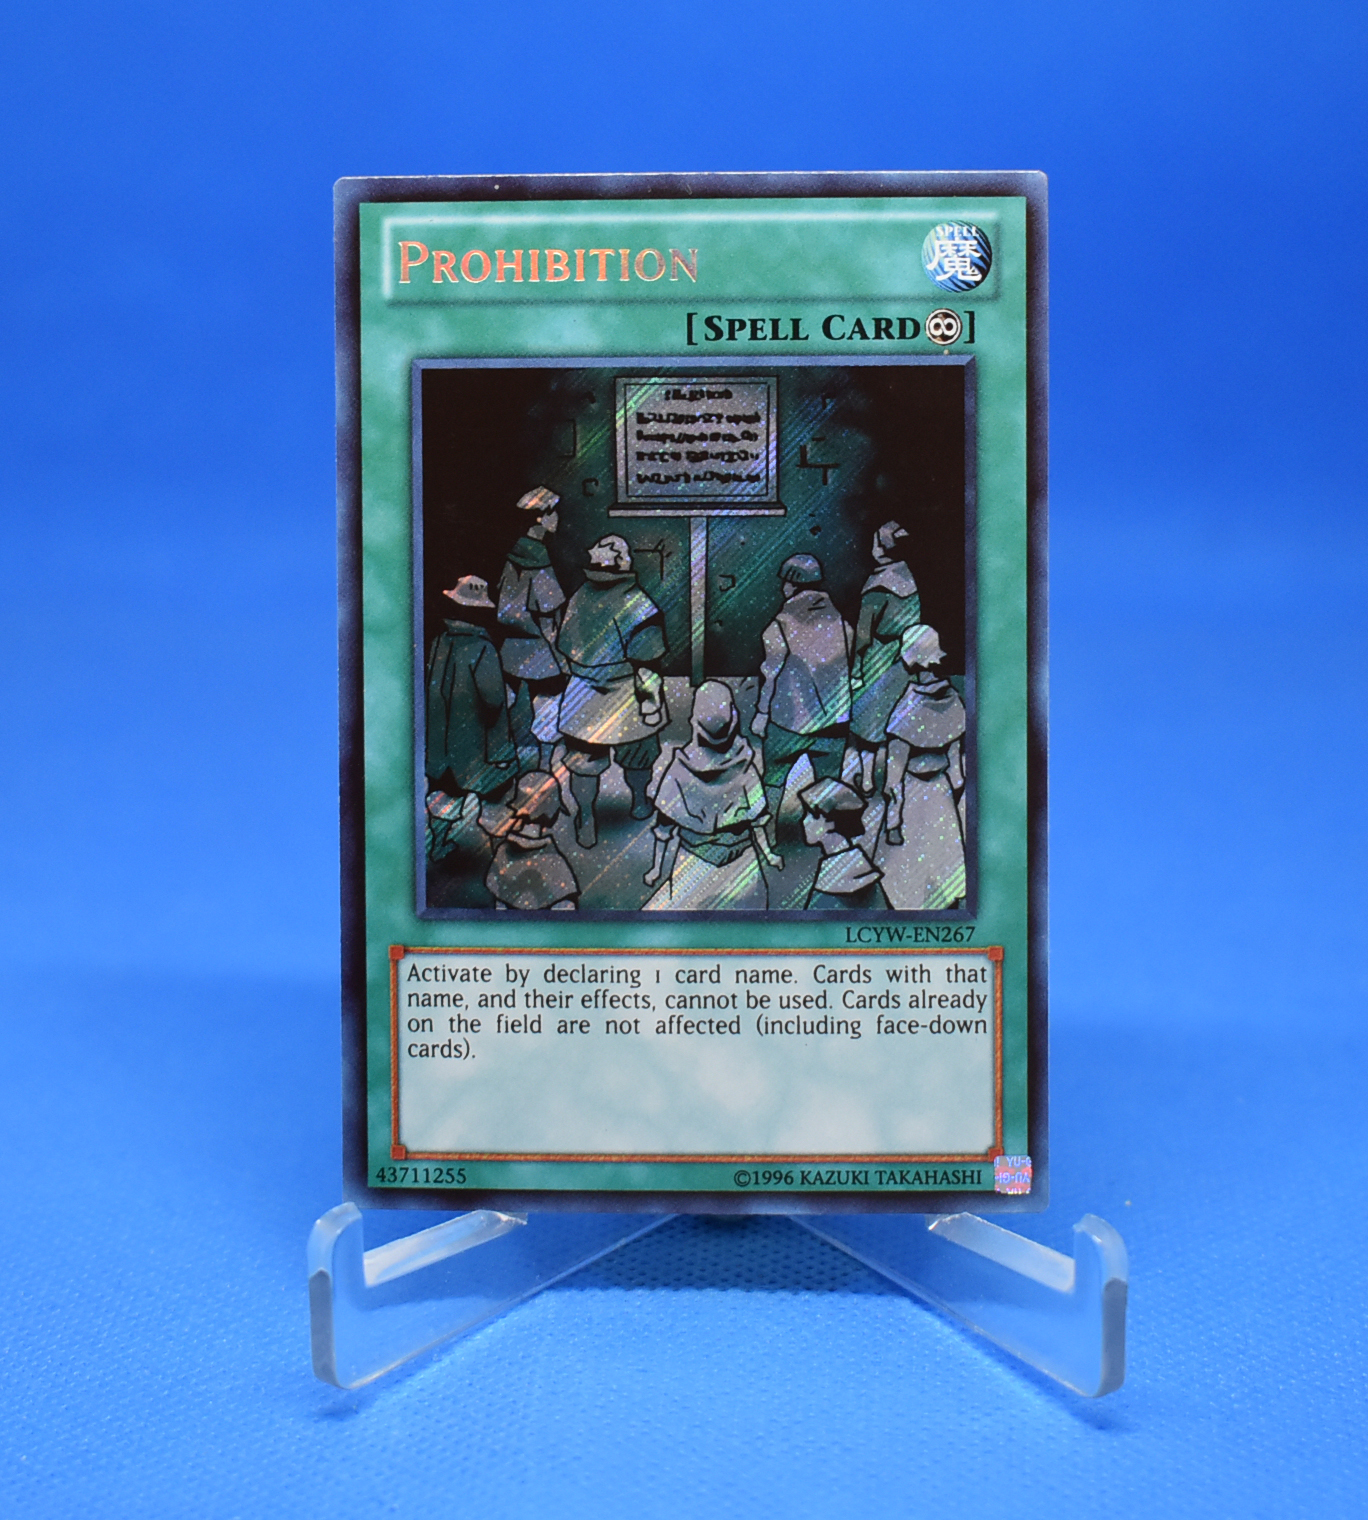 PROHIBITION
SPELL
魔
[SPELL CARD]
LCYW-EN267
Activate by declaring 1 card name. Cards with that
name, and their effects, cannot be used. Cards already
on the field are not affected (including face-down
cards).
43711255
©1996 KAZUKI TAKAHASHI